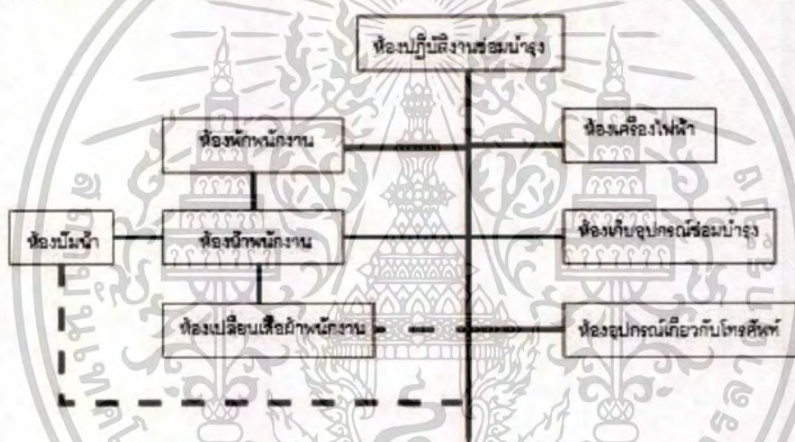 ห้องปฏิบัติงานซ่อมบำรุง
ห้องพักพนักงาน
ห้องเครื่องไฟฟ้า
ห้องปั๊มน้ำ
ห้องน้ำพนักงาน
ห้องเก็บอุปกรณ์ซ่อมบำรุง
ห้องเปลี่ยนเสื้อผ้าพนักงาน
ห้องอุปกรณ์เกี่ยวกับโทรศัพท์